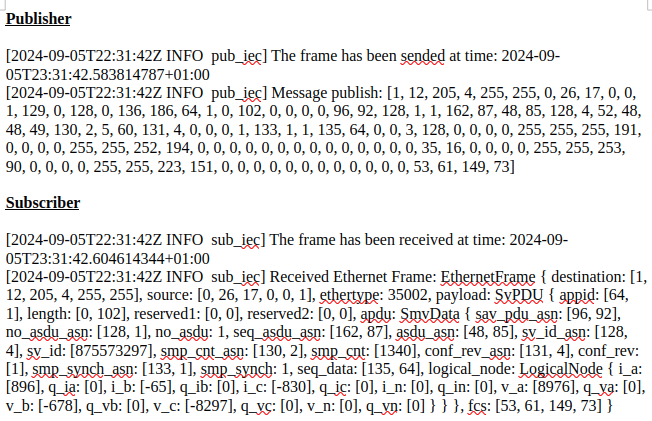 Publisher
[2024-09-05T22:31:42Z INFO  pub_iec] The frame has been sended at time: 2024-09-
05T23:31:42.583814787+01:00
[2024-09-05T22:31:42Z INFO  pub_iec] Message publish: [1, 12, 205, 4, 255, 255, 0, 26, 17, 0, 0,
1, 129, 0, 128, 0, 136, 186, 64, 1, 0, 102, 0, 0, 0, 0, 96, 92, 128, 1, 1, 162, 87, 48, 85, 128, 4, 52, 48,
48, 49, 130, 2, 5, 60, 131, 4, 0, 0, 0, 1, 133, 1, 1, 135, 64, 0, 0, 3, 128, 0, 0, 0, 0, 255, 255, 255, 191,
0, 0, 0, 0, 255, 255, 252, 194, 0, 0, 0, 0, 0, 0, 0, 0, 0, 0, 0, 0, 0, 0, 35, 16, 0, 0, 0, 0, 255, 255, 253,
90, 0, 0, 0, 0, 255, 255, 223, 151, 0, 0, 0, 0, 0, 0, 0, 0, 0, 0, 0, 0, 53, 61, 149, 73]
Subscriber
[2024-09-05T22:31:42Z INFO  sub_iec] The frame has been received at time: 2024-09-
05T23:31:42.604614344+01:00
[2024-09-05T22:31:42Z INFO  sub_iec] Received Ethernet Frame: EthernetFrame { destination: [1,
12, 205, 4, 255, 255], source: [0, 26, 17, 0, 0, 1], ethertype: 35002, payload: SvPDU { appid: [64,
1], length: [0, 102], reserved1: [0, 0], reserved2: [0, 0], apdu: SmvData { sav_pdu_asn: [96, 92],
no_asdu_asn: [128, 1], no_asdu: 1, seq_asdu_asn: [162, 87], asdu_asn: [48, 85], sv_id_asn: [128,
4], sv_id: [875573297], smp_cnt_asn: [130, 2], smp_cnt: [1340], conf_rev_asn: [131, 4], conf_rev:
[1], smp_synch_asn: [133, 1], smp_synch: 1, seq_data: [135, 64], logical_node: LogicalNode { i_a:
[896], q_ia: [0], i_b: [-65], q_ib: [0], i_c: [-830], q_ic: [0], i_n: [0], q_in: [0], v_a: [8976], q_va: [0],
v_b: [-678], q_vb: [0], v_c: [-8297], q_vc: [0], v_n: [0], q_vn: [0] } } }, fcs: [53, 61, 149, 73] }